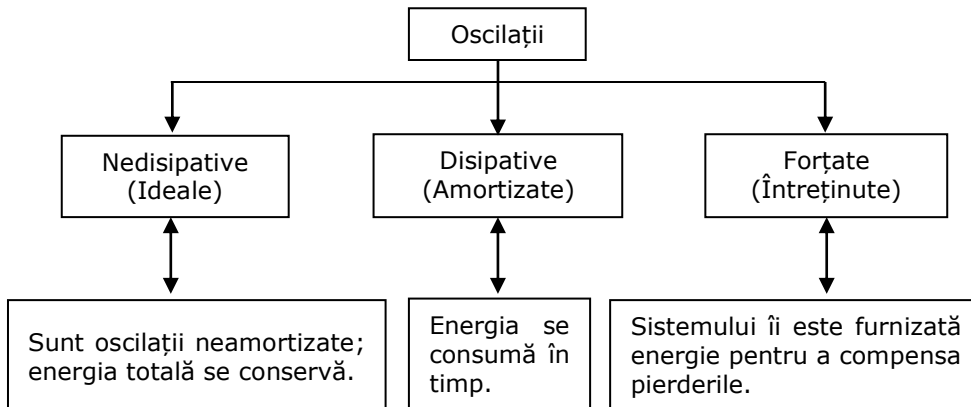 Oscilații
Nedisipative
(Ideale)
Disipative
(Amortizate)
Forțate
(Întreținute)
Sunt oscilații neamortizate;
energia totală se conservă.
Energia se
consumă în
timp.
Sistemului îi este furnizată
energie pentru a compensa
pierderile.